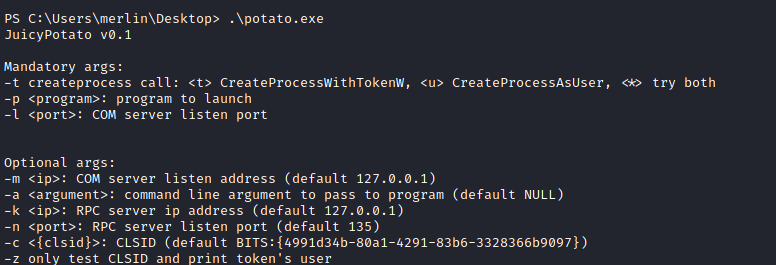 PS C:\Users\merlin\Desktop> .\potato.exe
JuicyPotato v0.1
Mandatory args:
-t createprocess call: <t> CreateProcessWithTokenW, <u> CreateProcessAsUser, <*> try both
-p <program>: program to launch
-l <port>: COM server listen port
Optional args:
-m <ip>: COM server listen address (default 127.0.0.1)
-a <argument>: command line argument to pass to program (default NULL)
-k <ip>: RPC server ip address (default 127.0.0.1)
-n <port>: RPC server listen port (default 135)
-c <{clsid}>: CLSID (default BITS:{4991d34b-80a1-4291-83b6-3328366b9097})
-z only test CLSID and print token's user